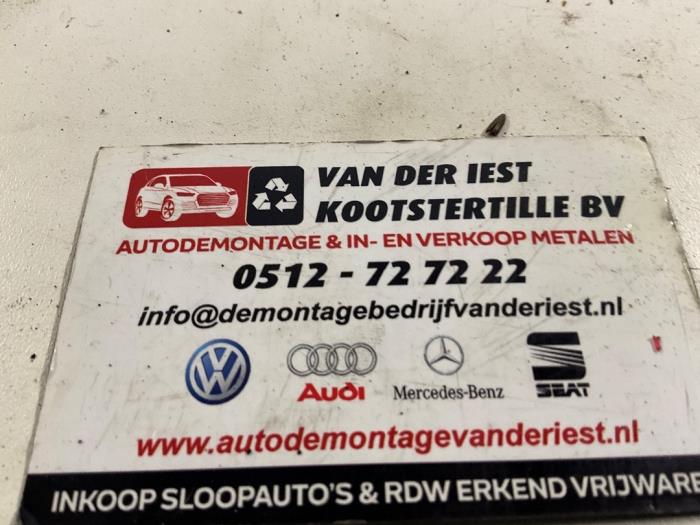 VAN DER IEST
KOOTSTERTILLE BV
AUTODEMONTAGE & IN- EN VERKOOP METALEN
0512 - 72 72 22
info@demontagebedrijfvanderiest.nl
Audi
Mercedes-Benz
SEAT
www.autodemontagevanderiest.nl
INKOOP SLOOPAUTO'S & RDW ERKEND VRIJWARE